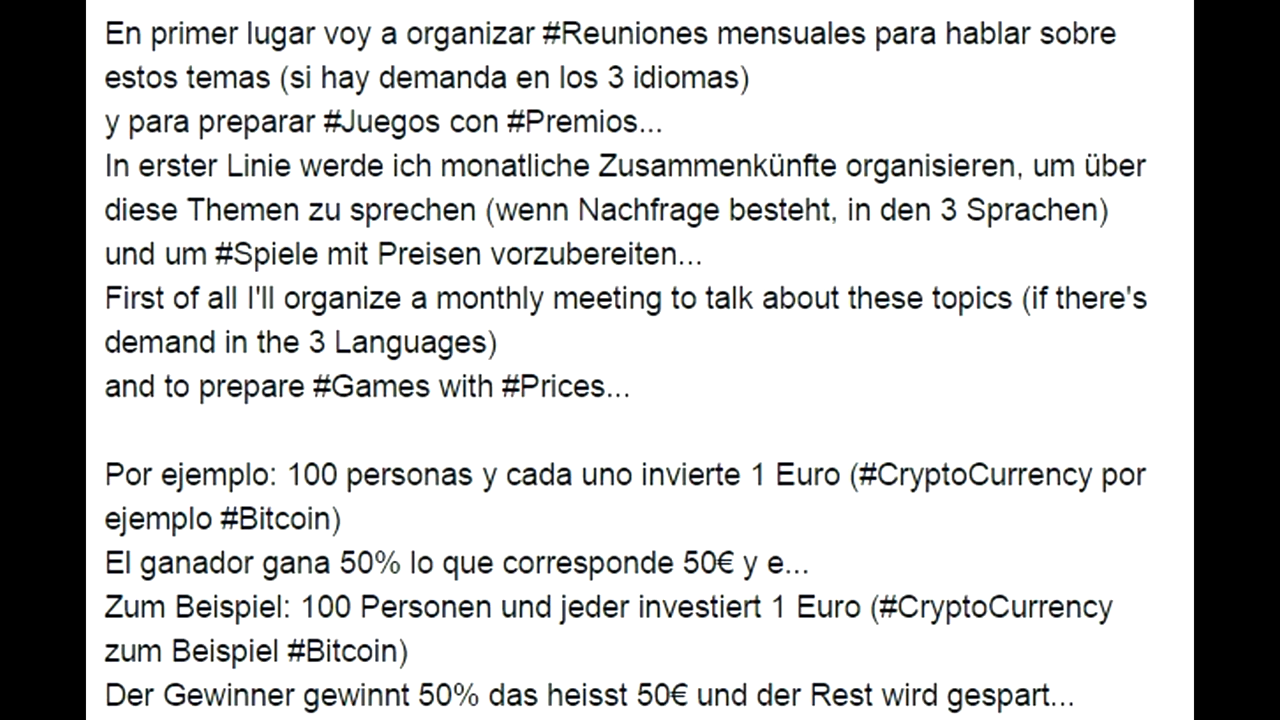 En primer lugar voy a organizar #Reuniones mensuales para hablar sobre
estos temas (si hay demanda en los 3 idiomas)
y para preparar #Juegos con #Premios...
In erster Linie werde ich monatliche Zusammenkünfte organisieren, um über
diese Themen zu sprechen (wenn Nachfrage besteht, in den 3 Sprachen)
und um #Spiele mit Preisen vorzubereiten...
First of all I'll organize a monthly meeting to talk about these topics (if there's
demand in the 3 Languages)
and to prepare #Games with #Prices...
Por ejemplo: 100 personas y cada uno invierte 1 Euro (#CryptoCurrency por
ejemplo #Bitcoin)
El ganador gana 50% lo que corresponde 50€ y e...
Zum Beispiel: 100 Personen und jeder investiert 1 Euro (#CryptoCurrency
zum Beispiel #Bitcoin)
Der Gewinner gewinnt 50% das heisst 50€ und der Rest wird gespart...